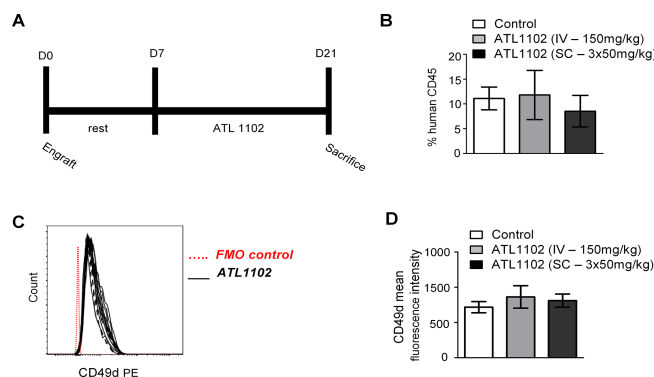 A
D0
D7
D21
rest
ATL 1102
Engraft
Sacrifice
B
Control
ATL1102 (IV – 150mg/kg)
ATL1102 (SC – 3x50mg/kg)
% human CD45
20
15
10
5
0
C
Count
CD49d PE
FMO control
ATL1102
D
Control
ATL1102 (IV – 150mg/kg)
ATL1102 (SC – 3x50mg/kg)
CD49d mean
fluorescence intensity
1500
1000
500
0